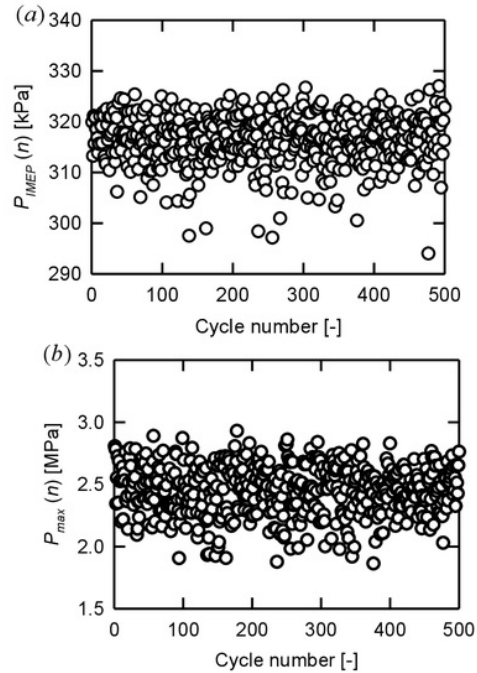 (a)
340
330
320
310
300
290
P_IMEP (n) [kPa]
0 100 200 300 400 500
Cycle number [-]
(b)
3.5
3.0
2.5
2.0
1.5
P_max (n) [MPa]
0 100 200 300 400 500
Cycle number [-]